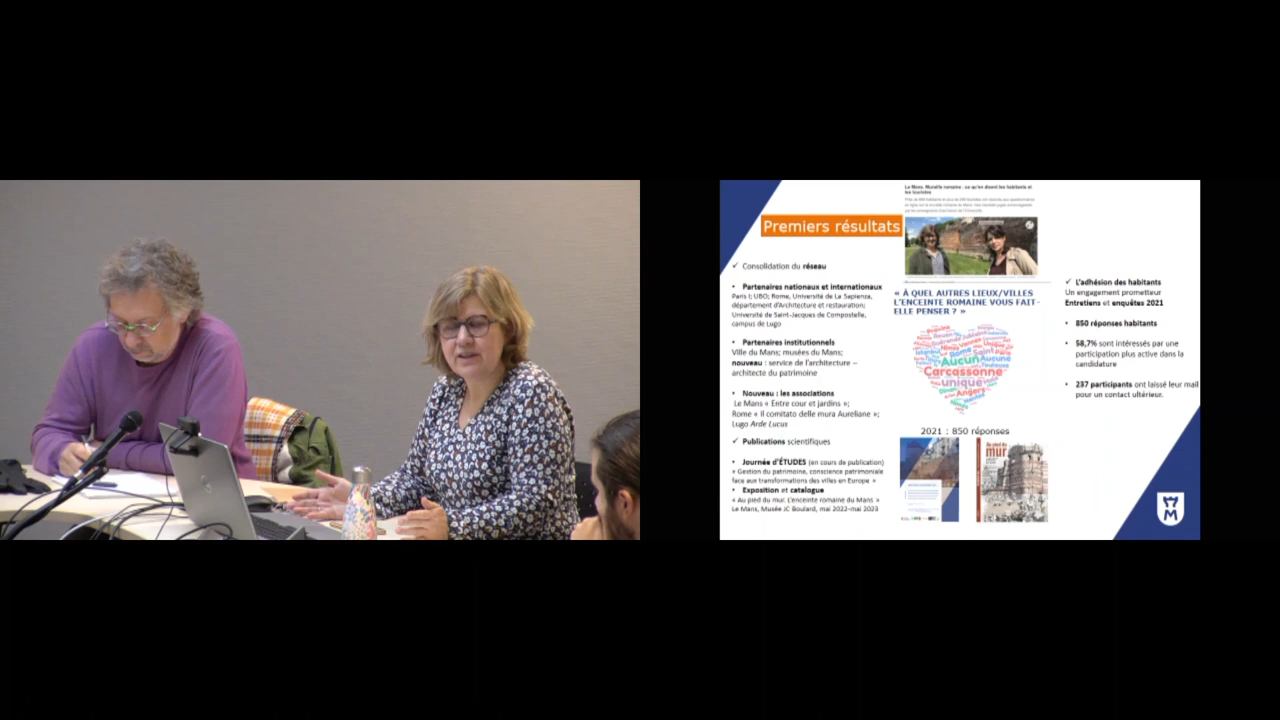 Le Mans. Muraille romaine : ce qu'en disent les habitants et
les touristes
Premiers résultats
✓ Consolidation du réseau
• Partenaires nationaux et internationaux
Paris I; UBO; Rome, Université de La Sapienza,
département d'Architecture et restauration;
Université de Saint-Jacques de Compostelle,
campus de Lugo
• Partenaires institutionnels
Ville du Mans; musées du Mans;
nouveau : service de l'architecture –
architecte du patrimoine
• Nouveau : les associations
Le Mans « Entre cour et jardins »;
Rome « Il comitato delle mura Aureliane »;
Lugo Arde Lucus
✓ Publications scientifiques
• Journée d'ÉTUDES (en cours de publication)
« Gestion du patrimoine, conscience patrimoniale
face aux transformations des villes en Europe »
• Exposition et catalogue
« Au pied du mur. L'enceinte romaine du Mans »
Le Mans, Musée JC Boulard, mai 2022-mai 2023
« À QUEL AUTRES LIEUX/VILLES
L'ENCEINTE ROMAINE VOUS FAIT-
ELLE PENSER ? »
Istanbul
Rome
Saint
Aucun
Aucune
Toulouse
Carcassonne
unique
Dinan
Angers
Nantes
2021 : 850 réponses
Au pied du
mur
✓ L'adhésion des habitants
Un engagement prometteur
Entretiens et enquêtes 2021
• 850 réponses habitants
• 58,7% sont intéressés par une
participation plus active dans la
candidature
• 237 participants ont laissé leur mail
pour un contact ultérieur.
M